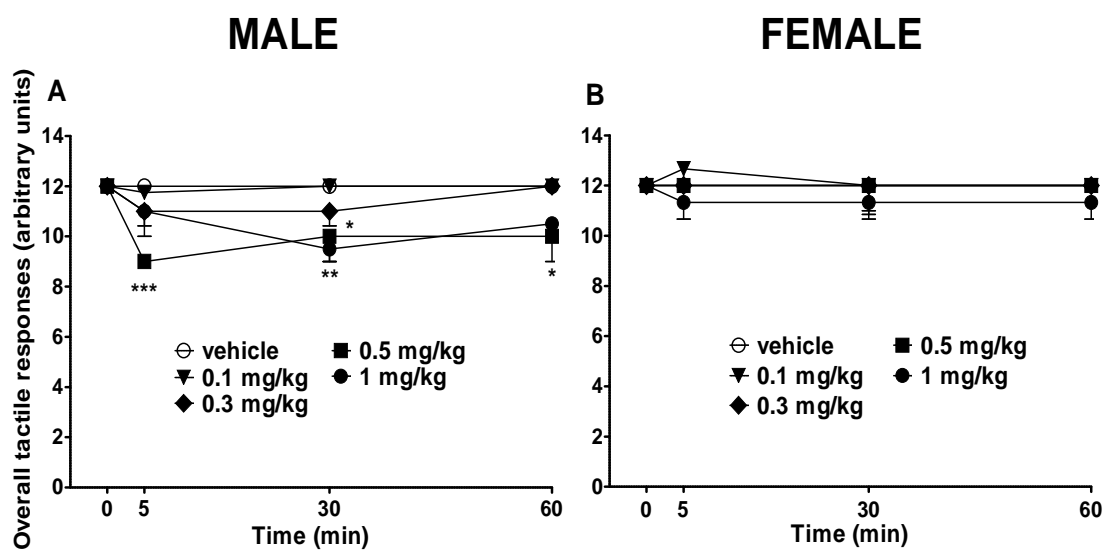 MALE
FEMALE
Overall tactile responses (arbitrary units)
A
14
12
10
8
6
4
2
0
*
***
**
*
vehicle
0.1 mg/kg
0.3 mg/kg
0.5 mg/kg
1 mg/kg
0 5 30 60
Time (min)
B
14
12
10
8
6
4
2
0
vehicle
0.1 mg/kg
0.3 mg/kg
0.5 mg/kg
1 mg/kg
0 5 30 60
Time (min)